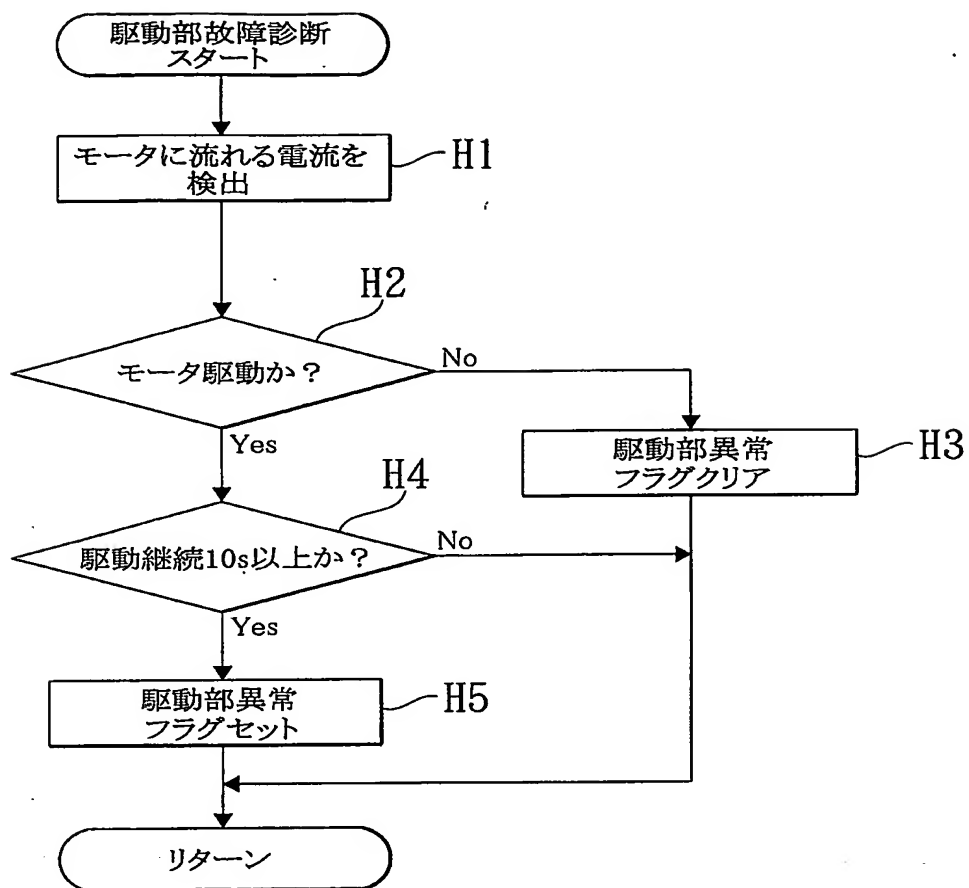 駆動部故障診断
スタート
モータに流れる電流を
検出
H1
H2
モータ駆動か？
No
Yes
駆動部異常
フラグクリア
H3
H4
駆動継続10s以上か？
No
Yes
駆動部異常
フラグセット
H5
リターン